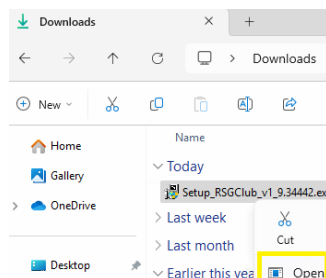 Downloads
Downloads
New
Name
Home
Today
Gallery
Setup_RSGClub_v1_9.34442.ex
OneDrive
Last week
Cut
Last month
Desktop
Earlier this yea
Open